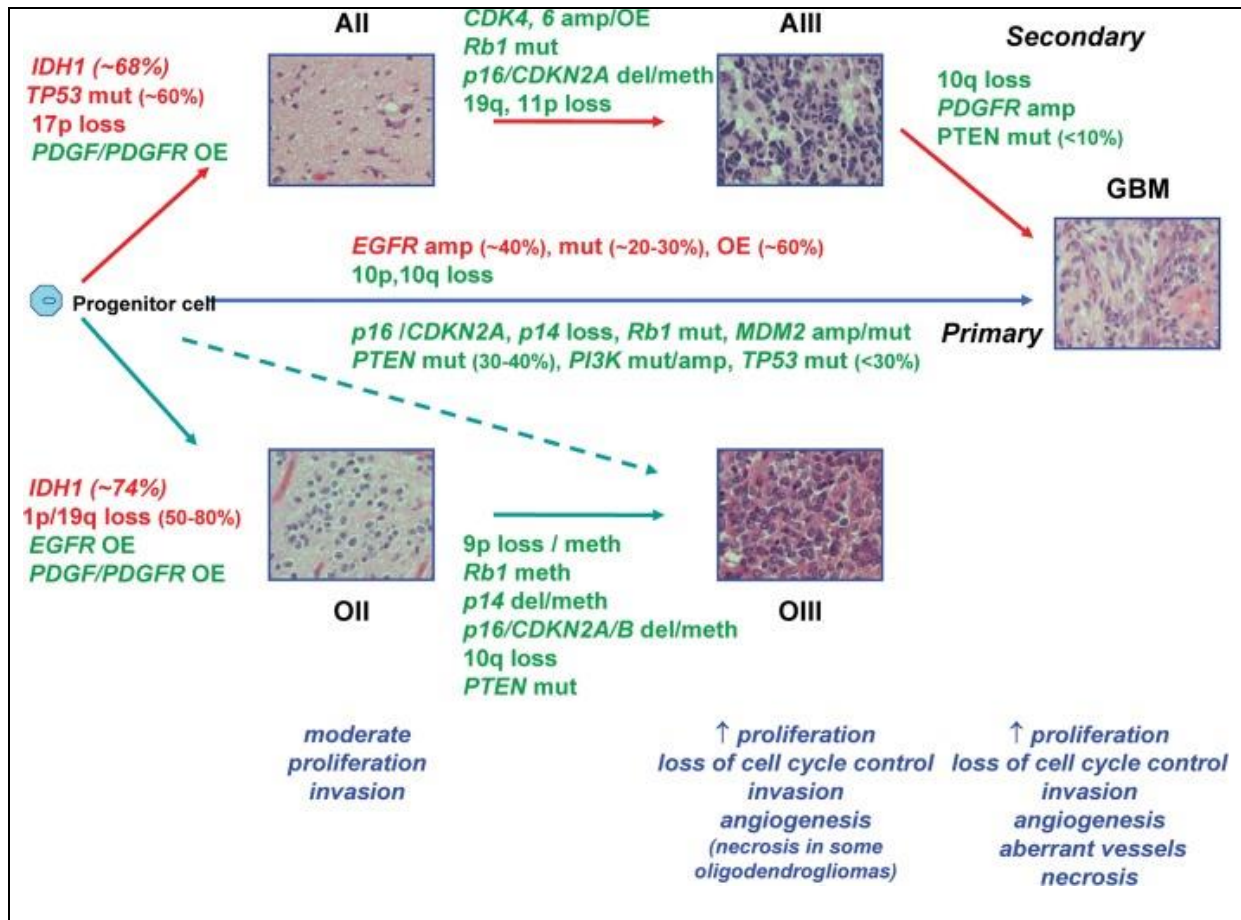 AII
CDK4, 6 amp/OE
Rb1 mut
p16/CDKN2A del/meth
19q, 11p loss
AIII
Secondary
IDH1 (~68%)
TP53 mut (~60%)
17p loss
PDGF/PDGFR OE
10q loss
PDGFR amp
PTEN mut (<10%)
GBM
EGFR amp (~40%), mut (~20-30%), OE (~60%)
10p,10q loss
Progenitor cell
Primary
p16 /CDKN2A, p14 loss, Rb1 mut, MDM2 amp/mut
PTEN mut (30-40%), PI3K mut/amp, TP53 mut (<30%)
IDH1 (~74%)
1p/19q loss (50-80%)
EGFR OE
PDGF/PDGFR OE
OII
9p loss / meth
Rb1 meth
p14 del/meth
p16/CDKN2A/B del/meth
10q loss
PTEN mut
OIII
moderate
proliferation
invasion
↑ proliferation
loss of cell cycle control
invasion
angiogenesis
(necrosis in some
oligodendrogliomas)
↑ proliferation
loss of cell cycle control
invasion
angiogenesis
aberrant vessels
necrosis